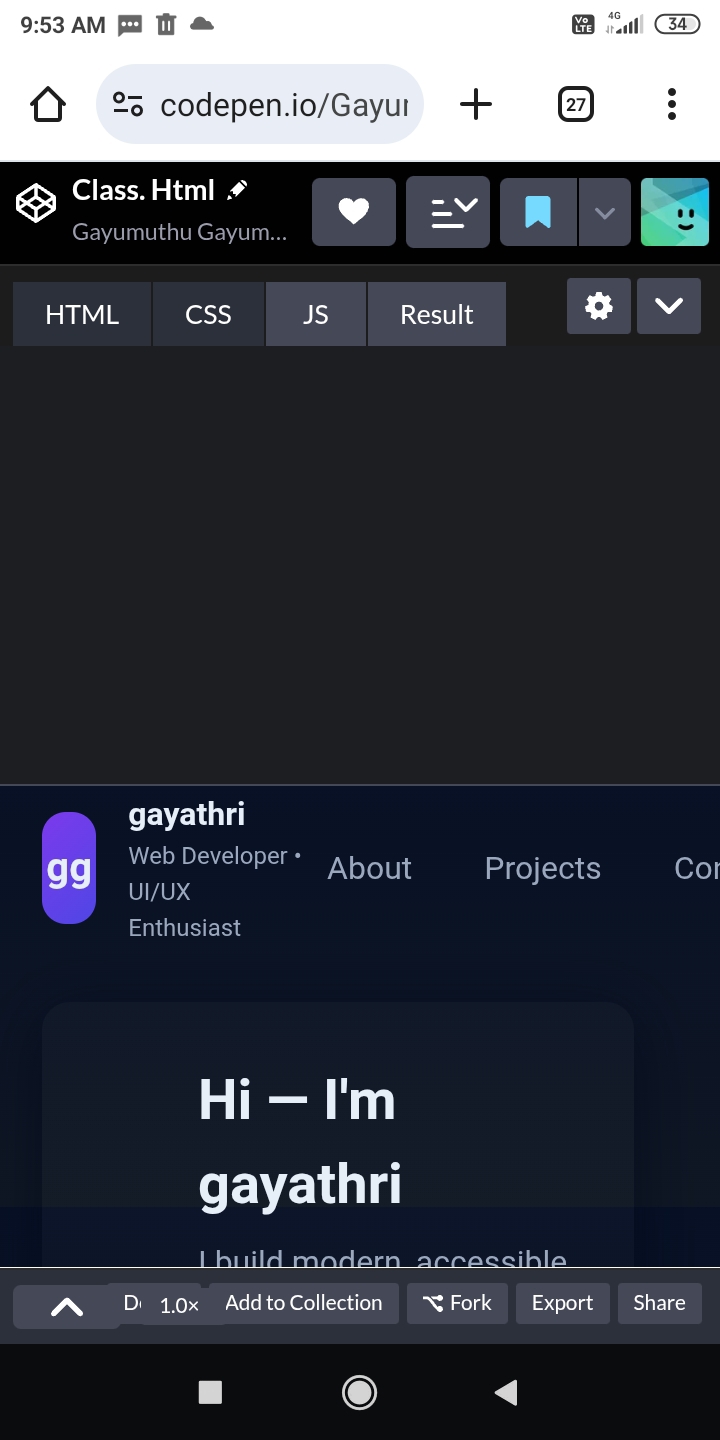 9:53 AM
Vo LTE 4G 34
codepen.io/Gayur
27
Class. Html
Gayumuthu Gayum...
HTML CSS JS Result
gayathri
gg
Web Developer •
UI/UX
Enthusiast
About Projects Cor
Hi — I'm
gayathri
I build modern, accessible
1.0× Add to Collection Fork Export Share